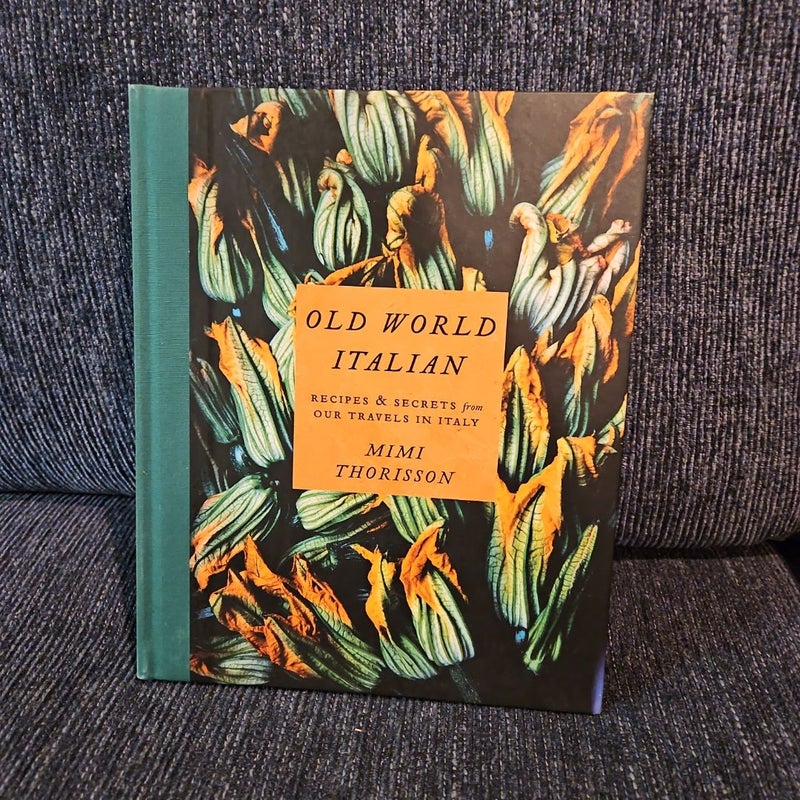 OLD WORLD
ITALIAN
RECIPES & SECRETS from
OUR TRAVELS IN ITALY
MIMI
THORISSON